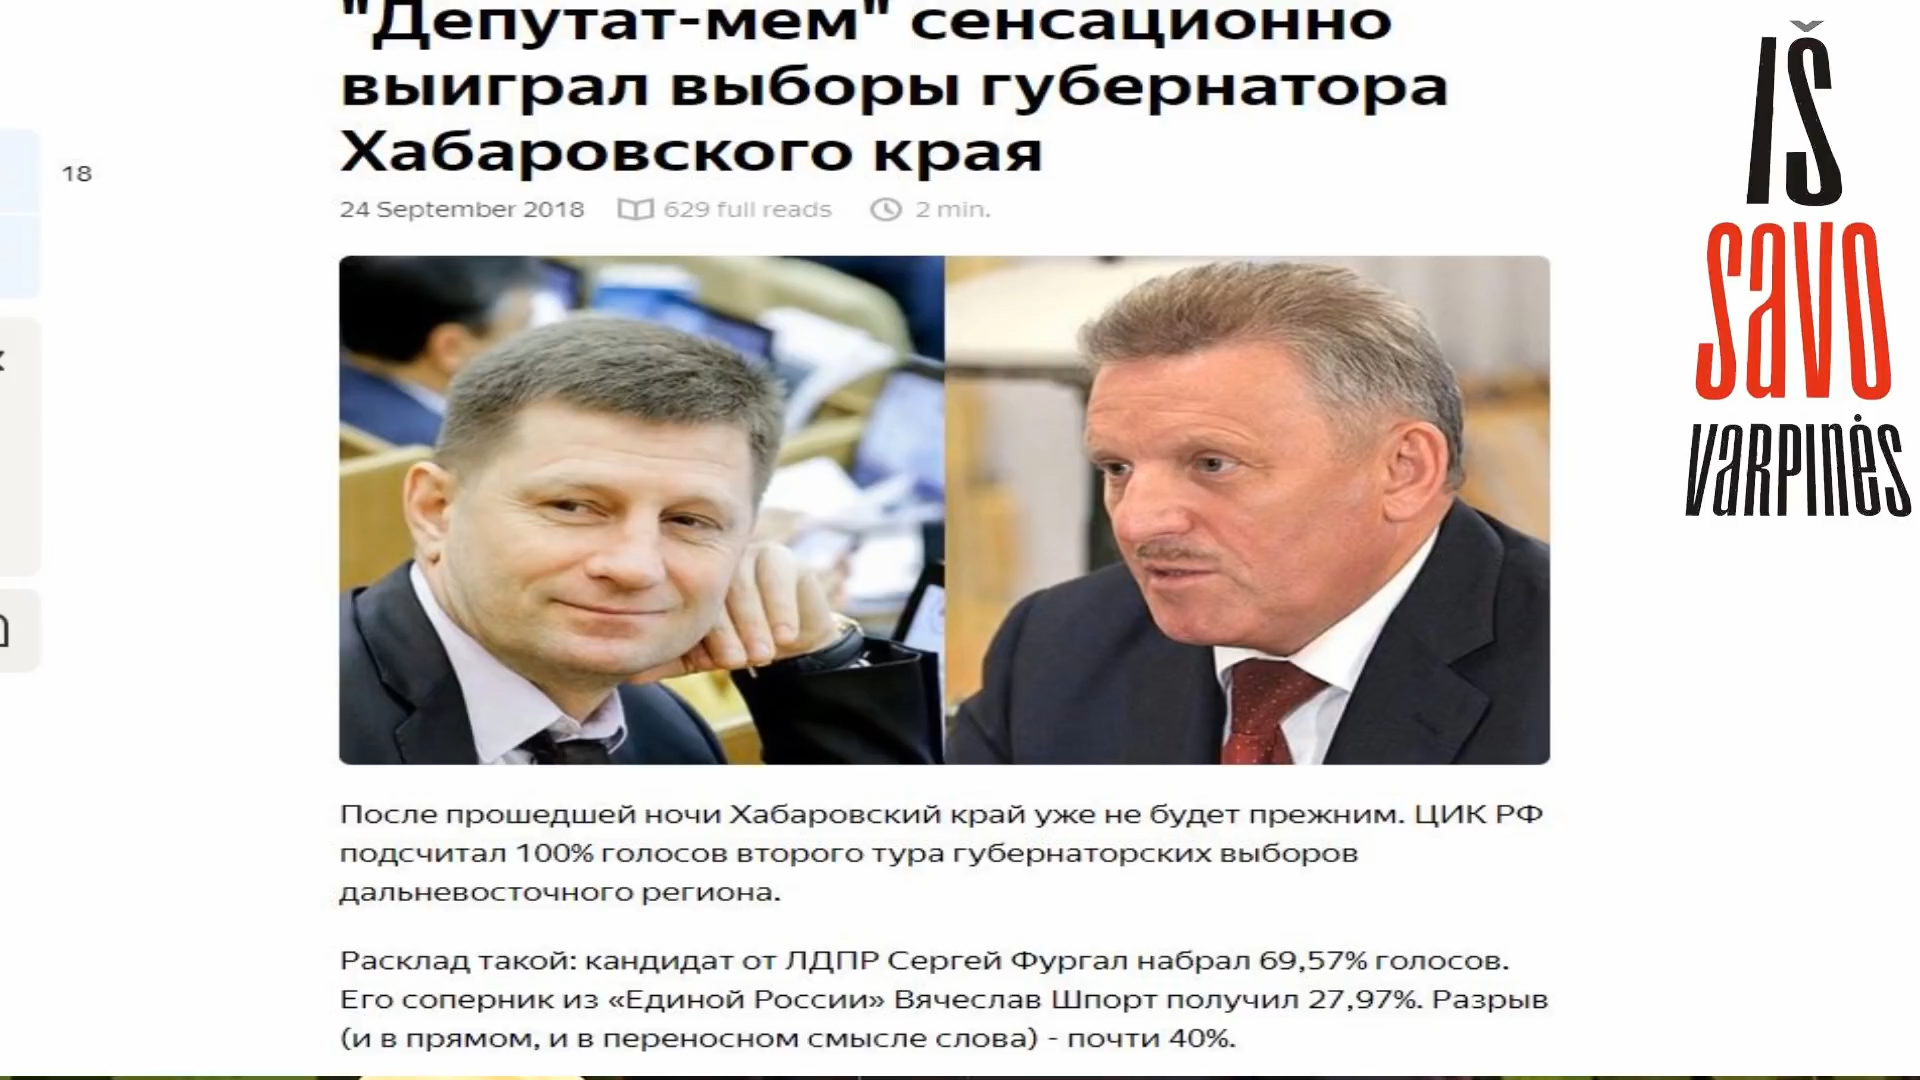 "Депутат-мем" сенсационно
выиграл выборы губернатора
Хабаровского края
24 September 2018 629 full reads 2 min.
18
После прошедшей ночи Хабаровский край уже не будет прежним. ЦИК РФ
подсчитал 100% голосов второго тура губернаторских выборов
дальневосточного региона.
Расклад такой: кандидат от ЛДПР Сергей Фургал набрал 69,57% голосов.
Его соперник из «Единой России» Вячеслав Шпорт получил 27,97%. Разрыв
(и в прямом, и в переносном смысле слова) - почти 40%.
IŠ
SaVO
VaRPINĖS